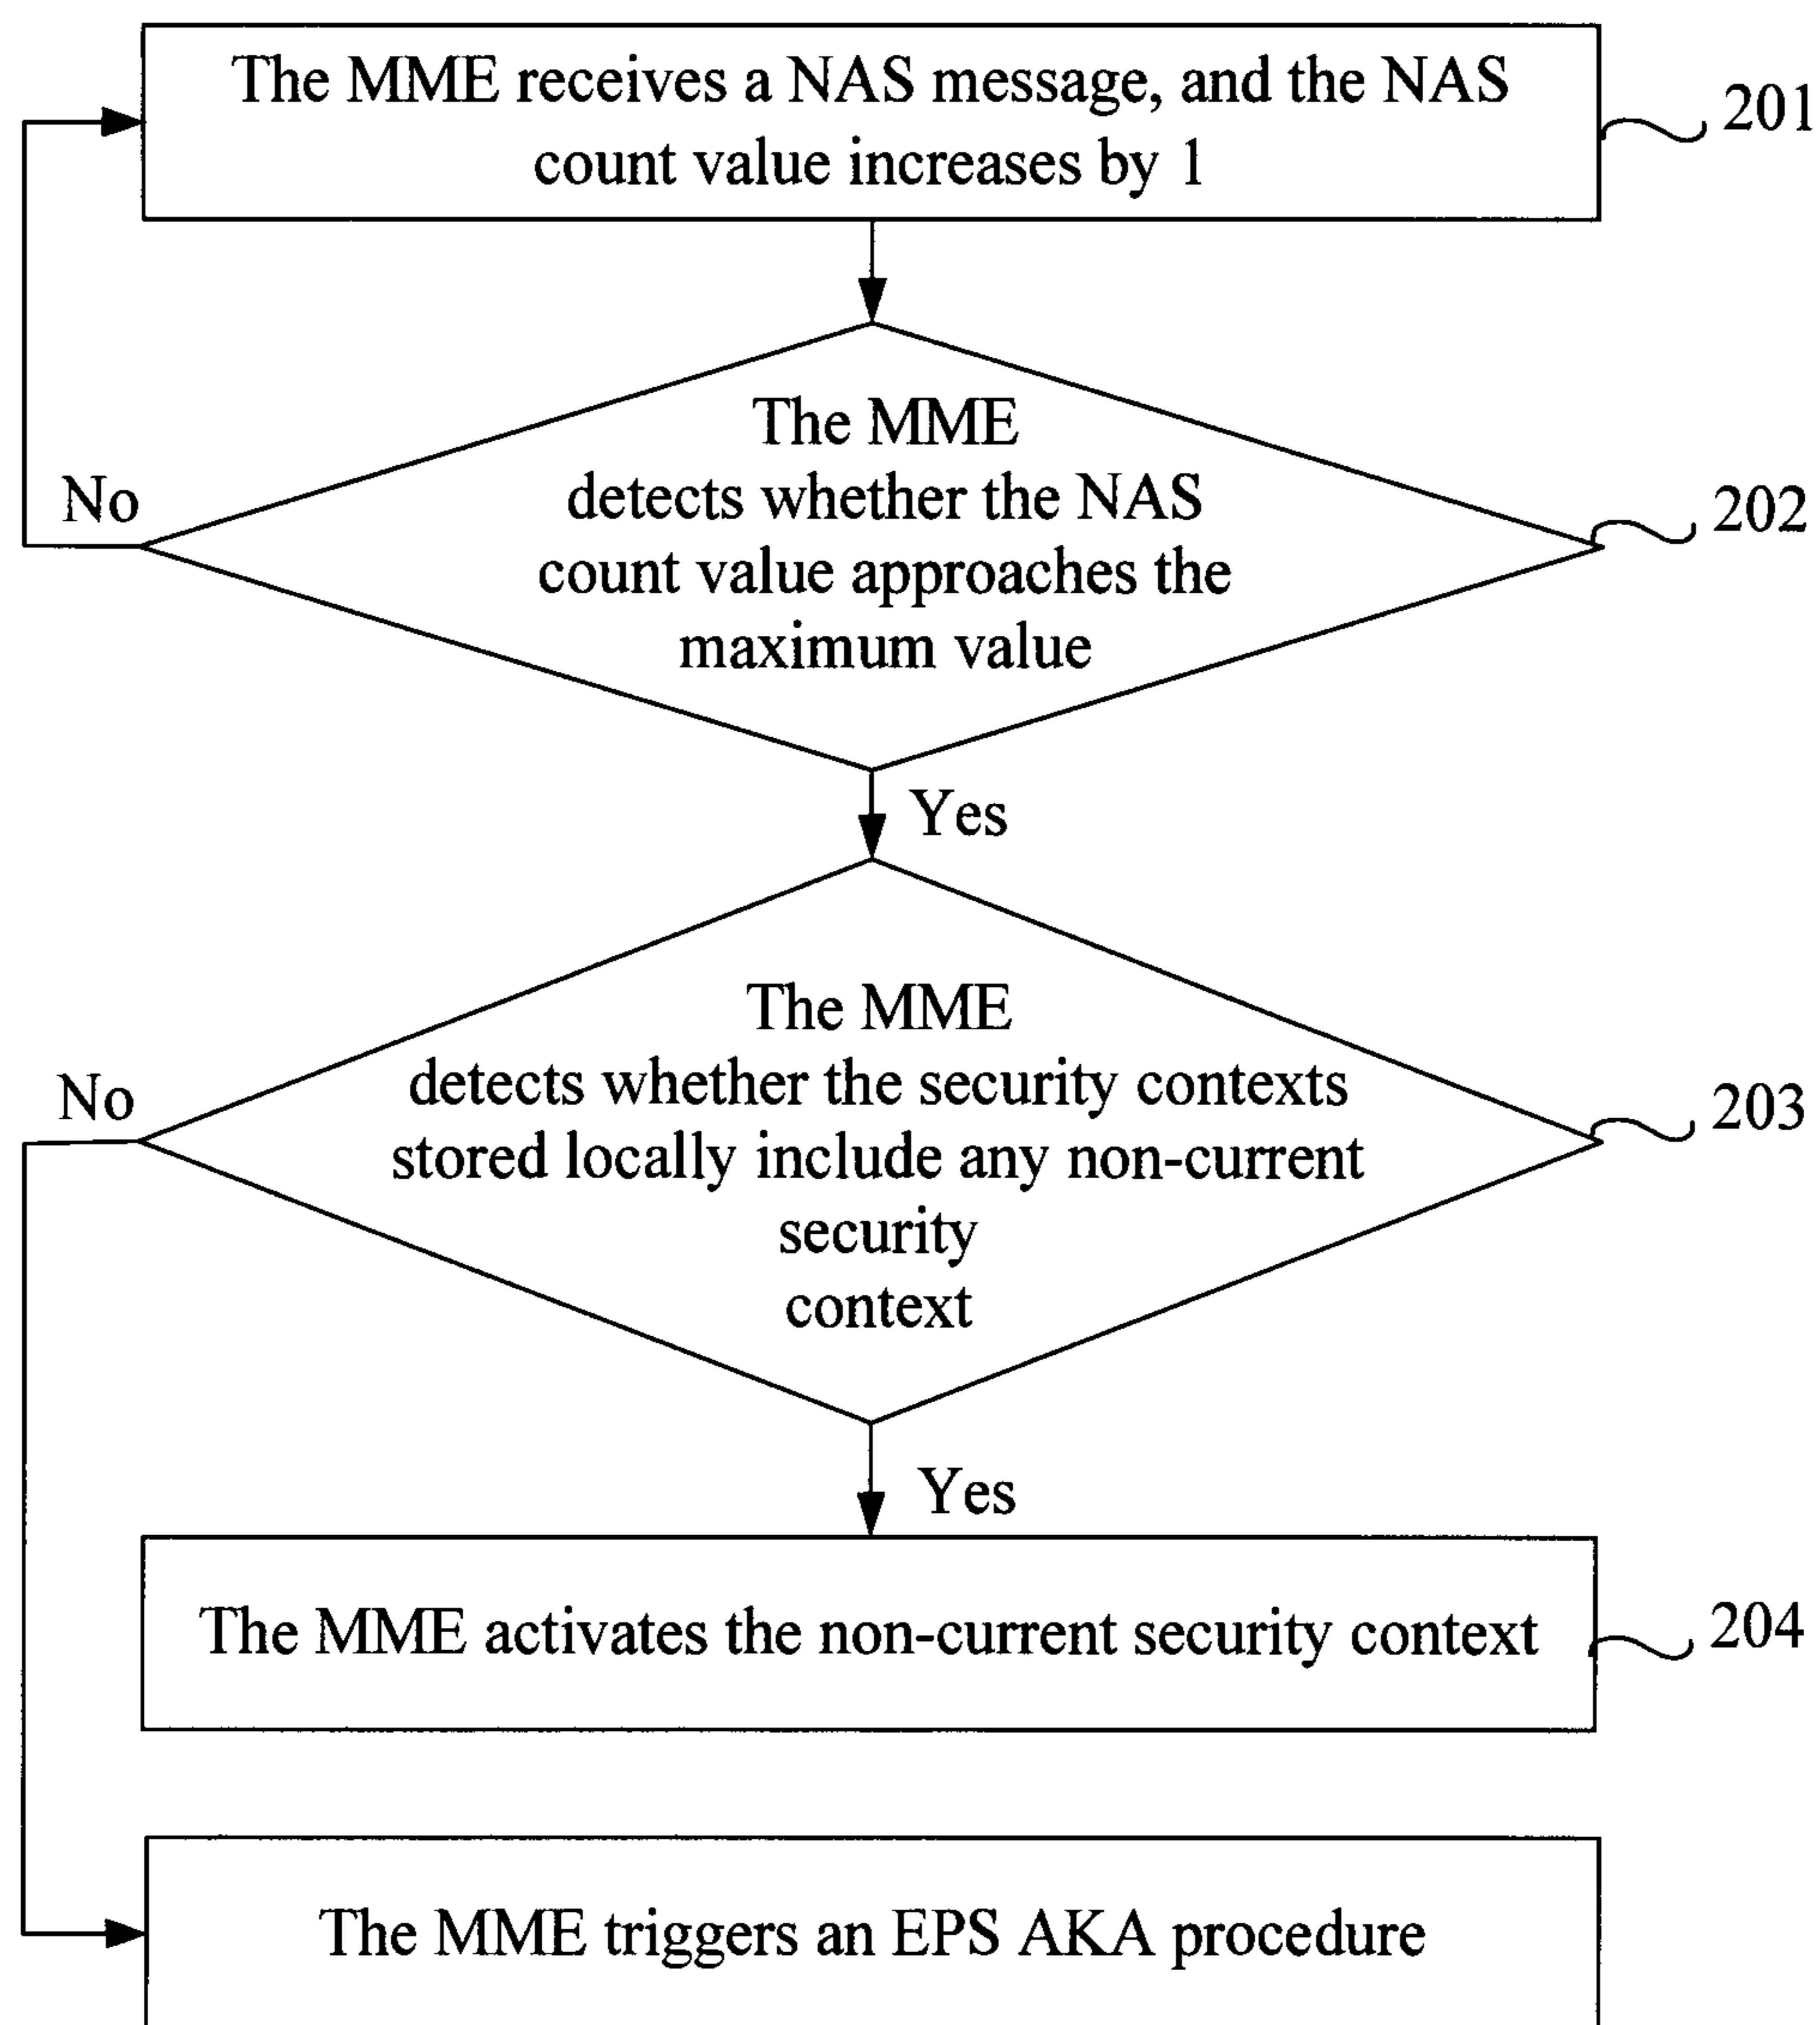 The MME receives a NAS message, and the NAS
count value increases by 1
201
The MME
detects whether the NAS
count value approaches the
maximum value
202
No
Yes
The MME
detects whether the security contexts
stored locally include any non-current
security
context
203
No
Yes
The MME activates the non-current security context
204
The MME triggers an EPS AKA procedure